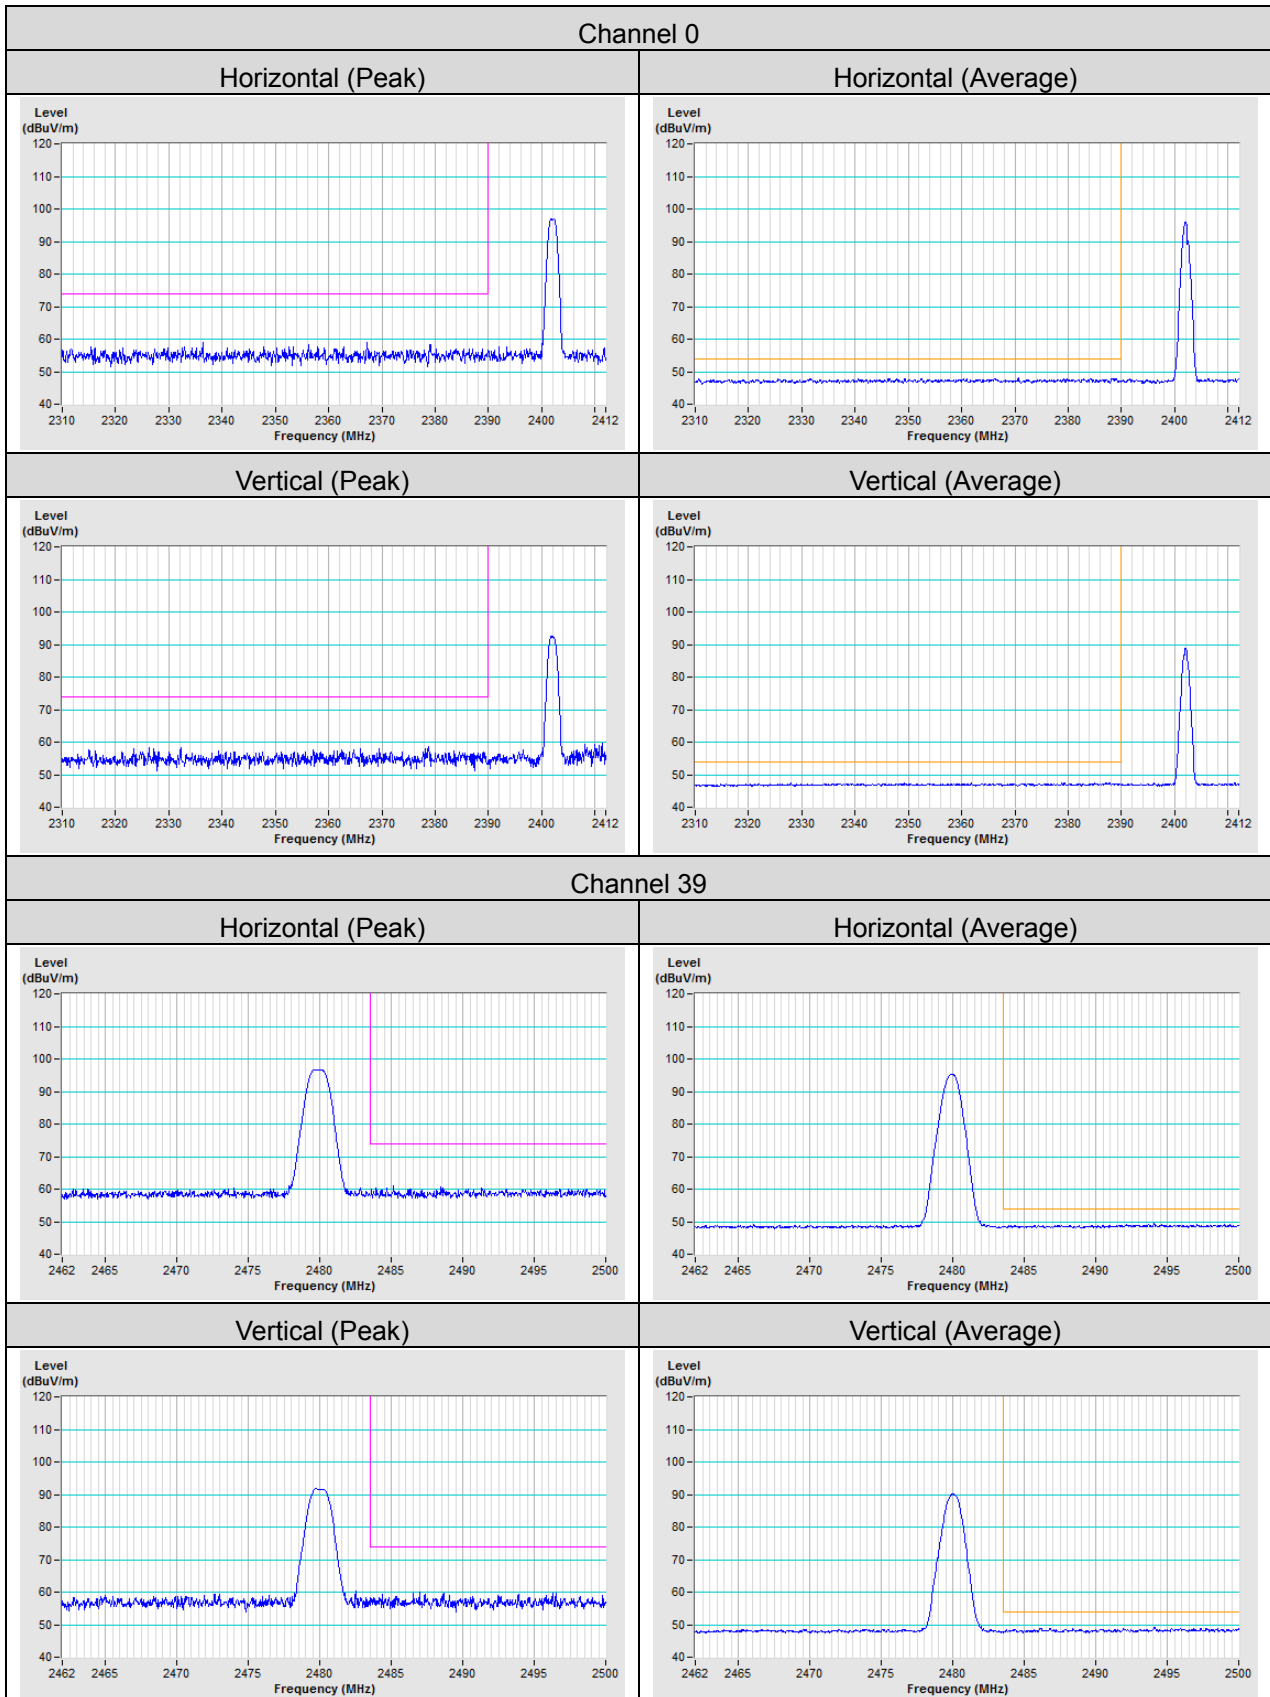 Channel 0
Horizontal (Peak) Horizontal (Average)
Level Level
(dBuV/m) (dBuV/m)
120 120
110 110
100 100
90 90
80 80
70 70
60 60
50 50
40 40
2310 2320 2330 2340 2350 2360 2370 2380 2390 2400 2412 2310 2320 2330 2340 2350 2360 2370 2380 2390 2400 2412
Frequency (MHz) Frequency (MHz)
Vertical (Peak) Vertical (Average)
Level Level
(dBuV/m) (dBuV/m)
120 120
110 110
100 100
90 90
80 80
70 70
60 60
50 50
40 40
2310 2320 2330 2340 2350 2360 2370 2380 2390 2400 2412 2310 2320 2330 2340 2350 2360 2370 2380 2390 2400 2412
Frequency (MHz) Frequency (MHz)
Channel 39
Horizontal (Peak) Horizontal (Average)
Level Level
(dBuV/m) (dBuV/m)
120 120
110 110
100 100
90 90
80 80
70 70
60 60
50 50
40 40
2462 2465 2470 2475 2480 2485 2490 2495 2500 2462 2465 2470 2475 2480 2485 2490 2495 2500
Frequency (MHz) Frequency (MHz)
Vertical (Peak) Vertical (Average)
Level Level
(dBuV/m) (dBuV/m)
120 120
110 110
100 100
90 90
80 80
70 70
60 60
50 50
40 40
2462 2465 2470 2475 2480 2485 2490 2495 2500 2462 2465 2470 2475 2480 2485 2490 2495 2500
Frequency (MHz) Frequency (MHz)